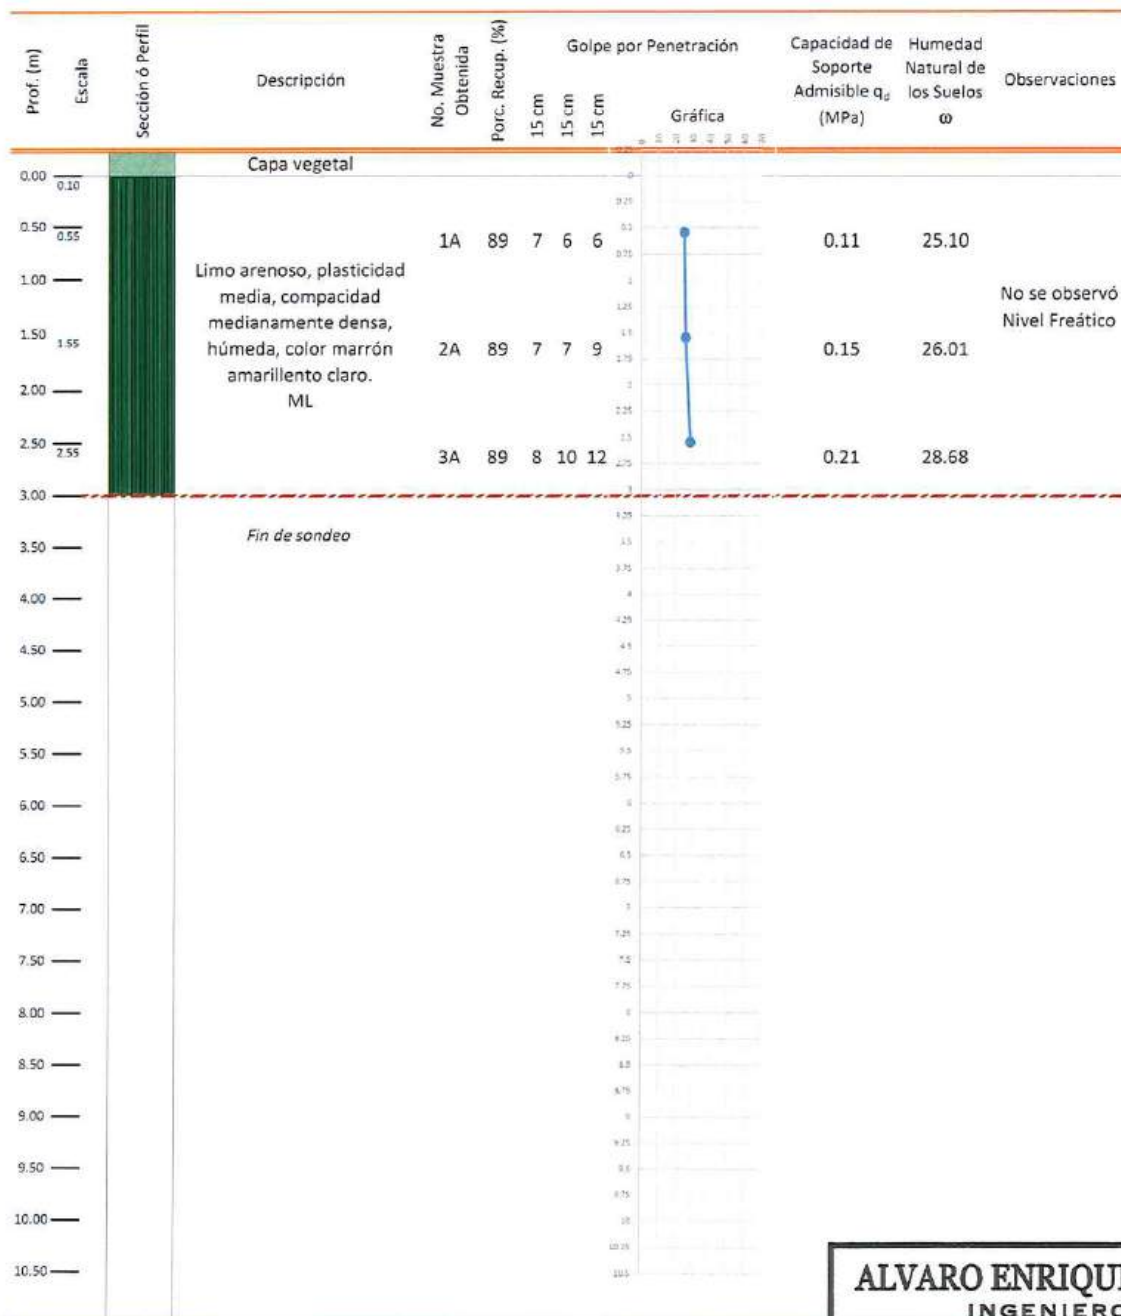 Prof. (m)
Escala
Sección ó Perfil
Descripción
No. Muestra
Obtenida
Porc. Recup. (%)
Golpe por Penetración
15 cm
15 cm
15 cm
Gráfica
Capacidad de
Soporte
Admisible qd
(MPa)
Humedad
Natural de
los Suelos
ω
Observaciones
Capa vegetal
0.00
0.10
0.50
0.55
1A 89 7 6 6 0.11 25.10
1.00
Limo arenoso, plasticidad
media, compacidad
medianamente densa,
húmeda, color marrón
amarillento claro.
ML
No se observó
Nivel Freático
1.50
1.55
2A 89 7 7 9 0.15 26.01
2.00
2.50
2.55
3A 89 8 10 12 0.21 28.68
3.00
Fin de sondeo
3.50
4.00
4.50
5.00
5.50
6.00
6.50
7.00
7.50
8.00
8.50
9.00
9.50
10.00
10.50
ALVARO ENRIQU
INGENIERO